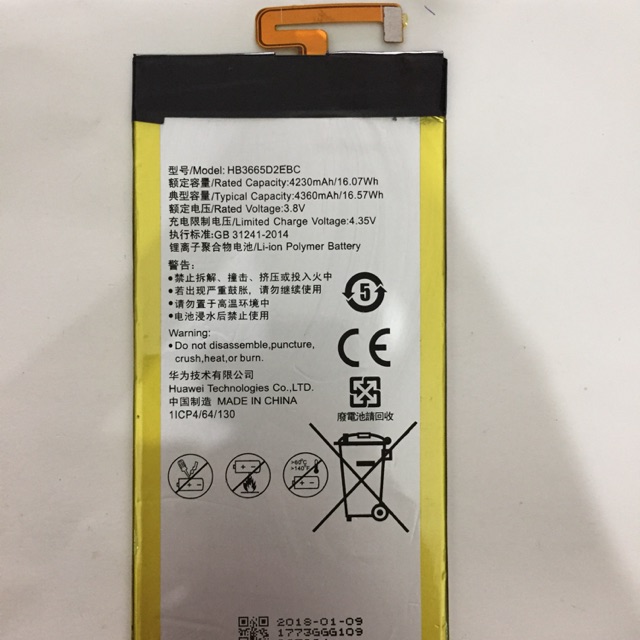 型号/Model: HB3665D2EBC
额定容量/Rated Capacity:4230mAh/16.07Wh
典型容量/Typical Capacity:4360mAh/16.57Wh
额定电压/Rated Voltage:3.8V
充电限制电压/Limited Charge Voltage:4.35V
执行标准:GB 31241-2014
锂离子聚合物电池/Li-ion Polymer Battery
警告:
•禁止拆解、撞击、挤压或投入火中
•若出现严重鼓胀，请勿继续使用
•请勿置于高温环境中
•电池浸水后禁止使用
Warning:
•Do not disassemble,puncture,
crush,heat,or burn.
华为技术有限公司
Huawei Technologies Co.,LTD.
中国制造 MADE IN CHINA
1ICP4/64/130
5
CE
廢電池請回收
>60°C
>140°F
2018-01-09
1773GGG109